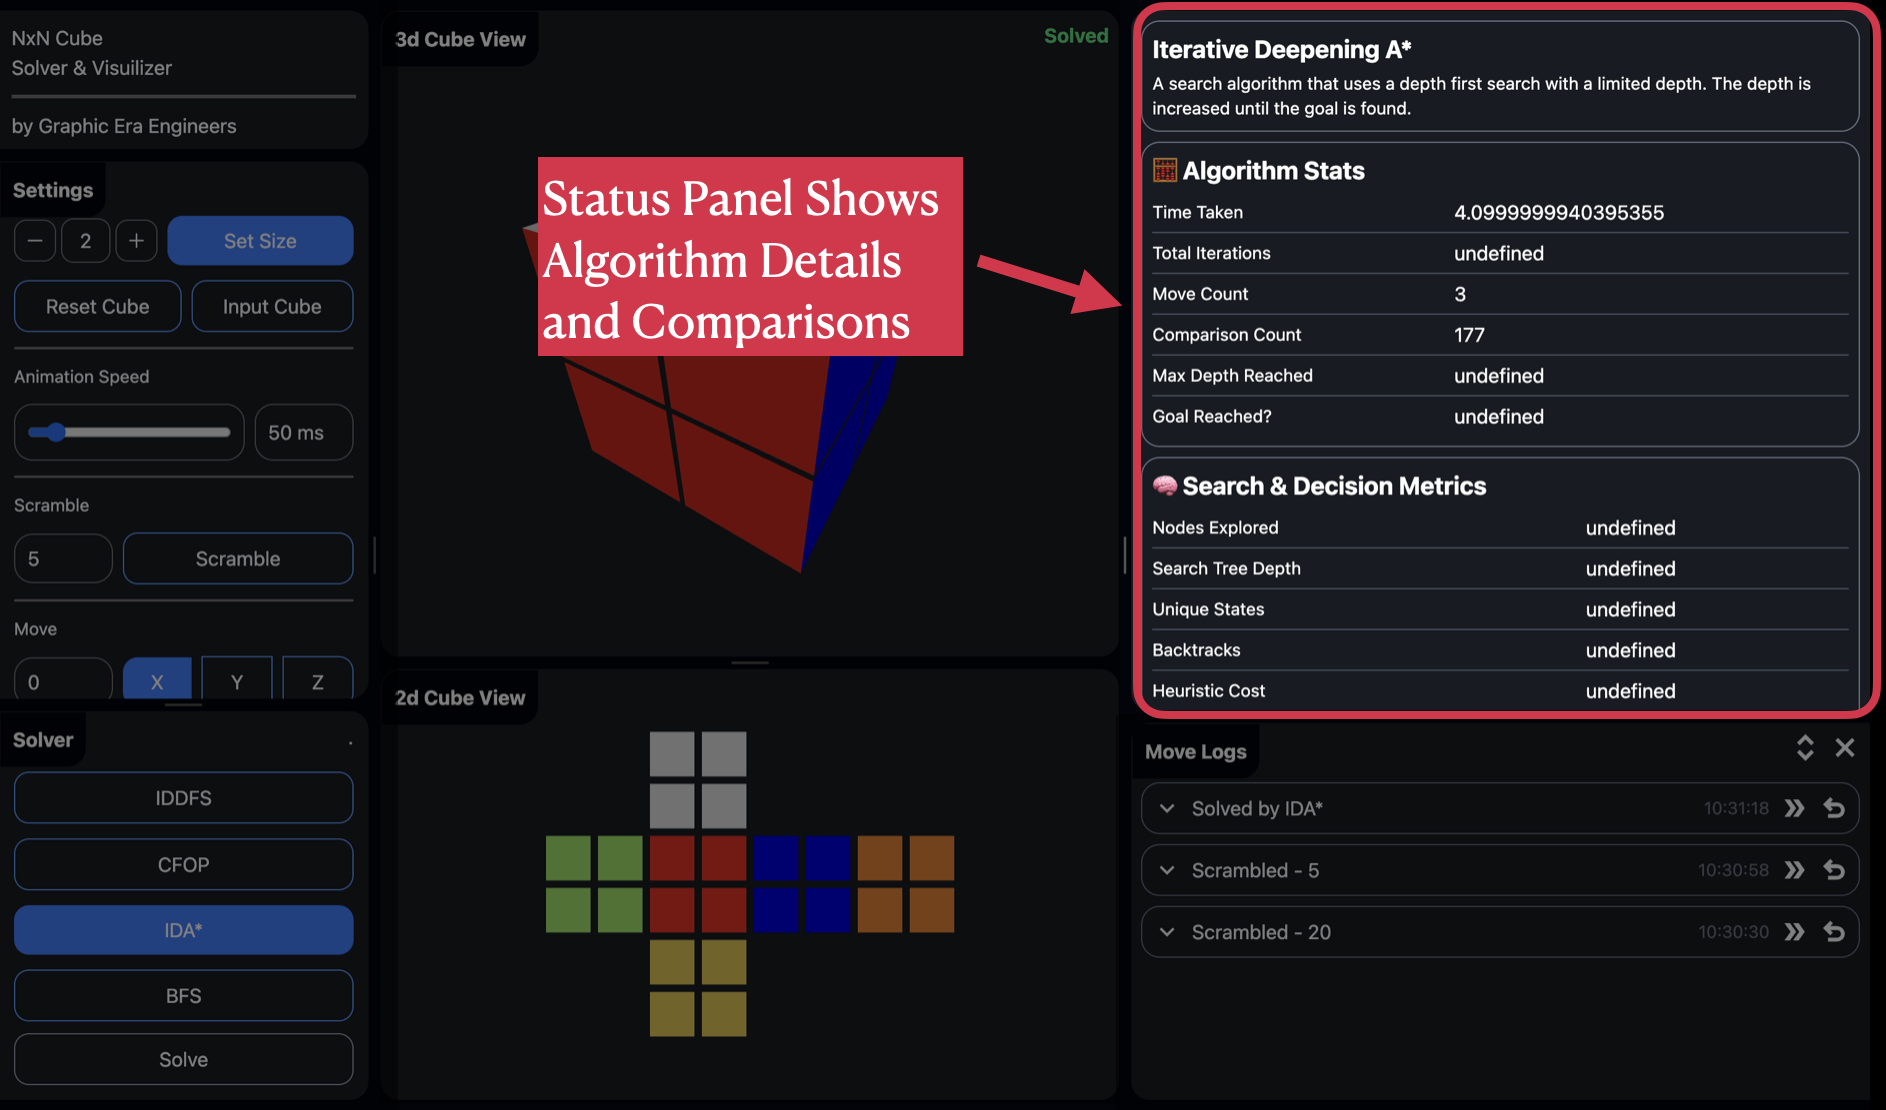 NxN Cube
Solver & Visuilizer
by Graphic Era Engineers
Settings
2
Set Size
Reset Cube
Input Cube
Animation Speed
50 ms
Scramble
5
Scramble
Move
0
X
Y
Z
Solver
.
IDDFS
CFOP
IDA*
BFS
Solve
3d Cube View
Solved
Status Panel Shows
Algorithm Details
and Comparisons
2d Cube View
Iterative Deepening A*
A search algorithm that uses a depth first search with a limited depth. The depth is
increased until the goal is found.
Algorithm Stats
Time Taken 4.0999999940395355
Total Iterations undefined
Move Count 3
Comparison Count 177
Max Depth Reached undefined
Goal Reached? undefined
Search & Decision Metrics
Nodes Explored undefined
Search Tree Depth undefined
Unique States undefined
Backtracks undefined
Heuristic Cost undefined
Move Logs
Solved by IDA* 10:31:18
Scrambled - 5 10:30:58
Scrambled - 20 10:30:30